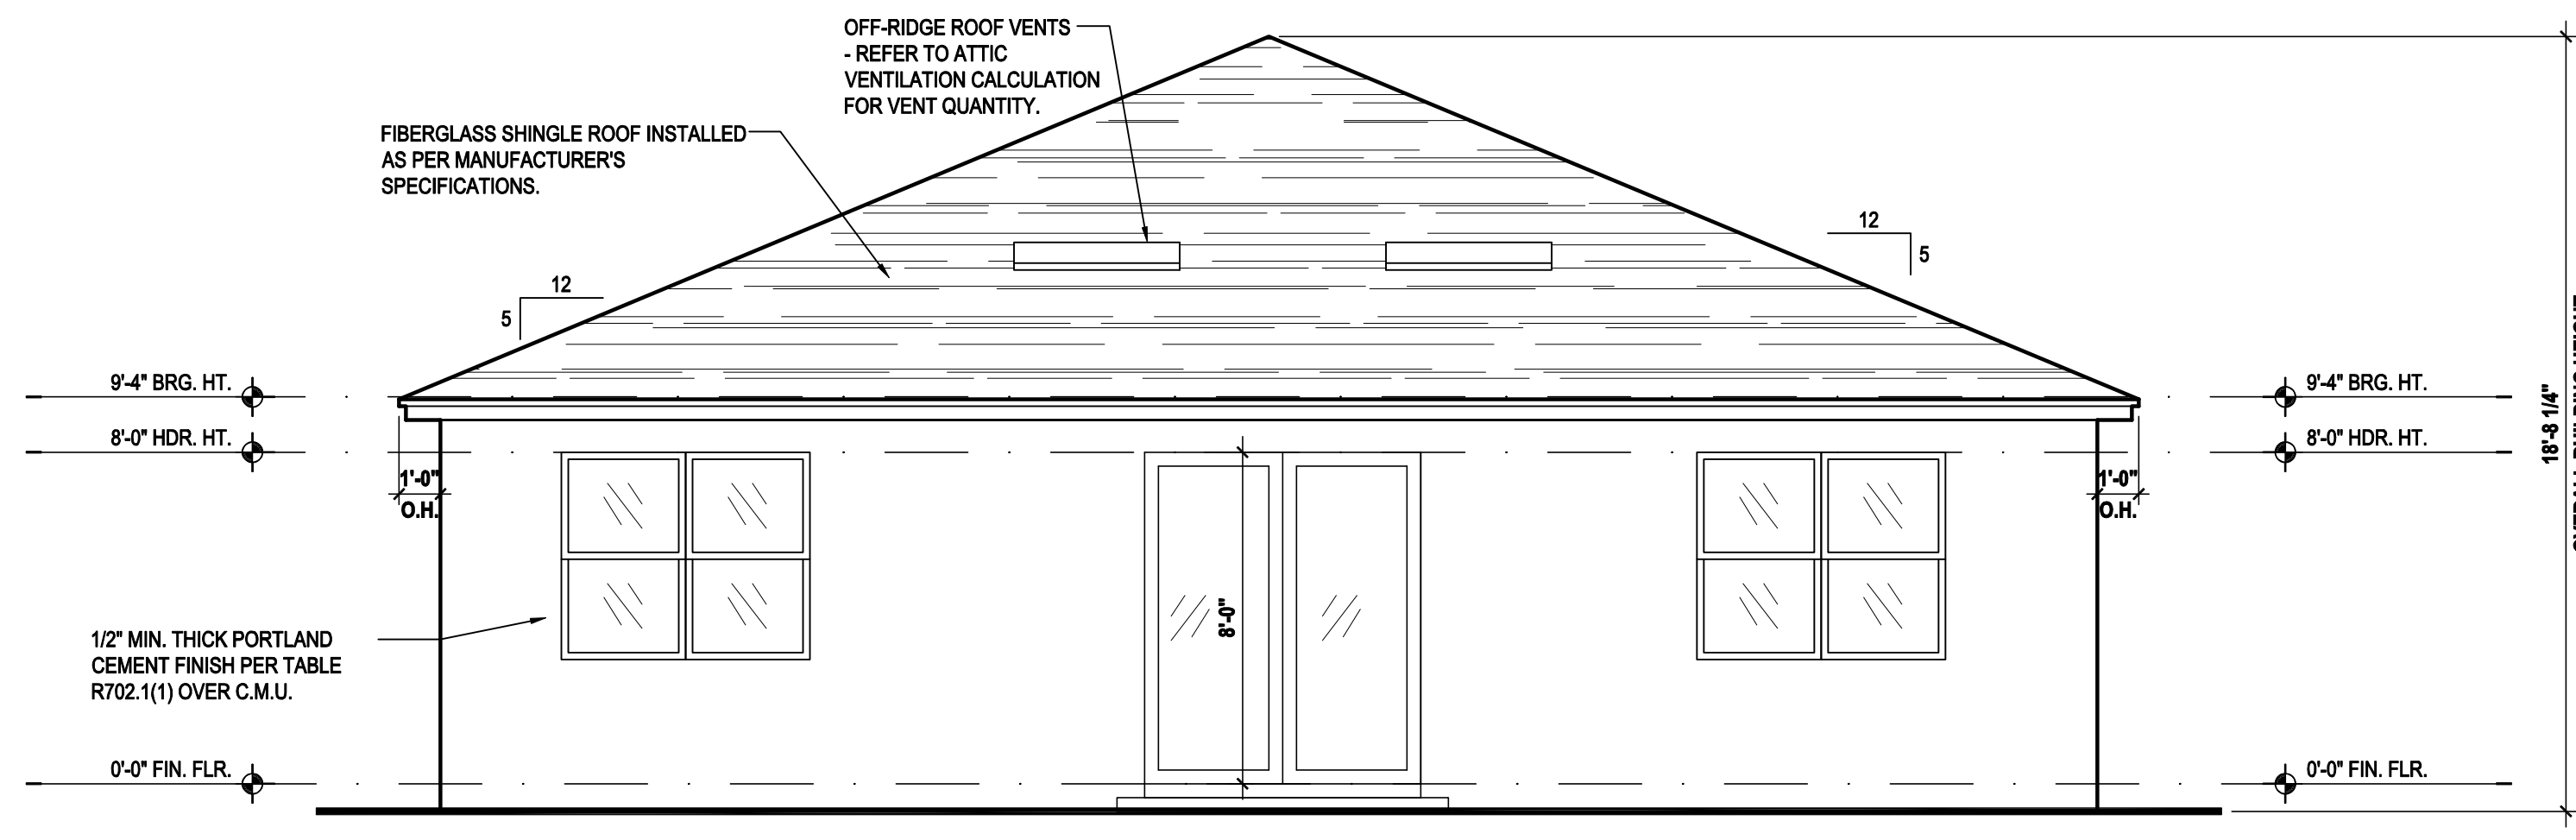 OFF-RIDGE ROOF VENTS
- REFER TO ATTIC
VENTILATION CALCULATION
FOR VENT QUANTITY.
FIBERGLASS SHINGLE ROOF INSTALLED
AS PER MANUFACTURER'S
SPECIFICATIONS.
12
5
12
5
9'-4" BRG. HT.
9'-4" BRG. HT.
8'-0" HDR. HT.
8'-0" HDR. HT.
1'-0"
O.H.
1'-0"
O.H.
18'-8 1/4"
8'-0"
1/2" MIN. THICK PORTLAND
CEMENT FINISH PER TABLE
R702.1(1) OVER C.M.U.
0'-0" FIN. FLR.
0'-0" FIN. FLR.